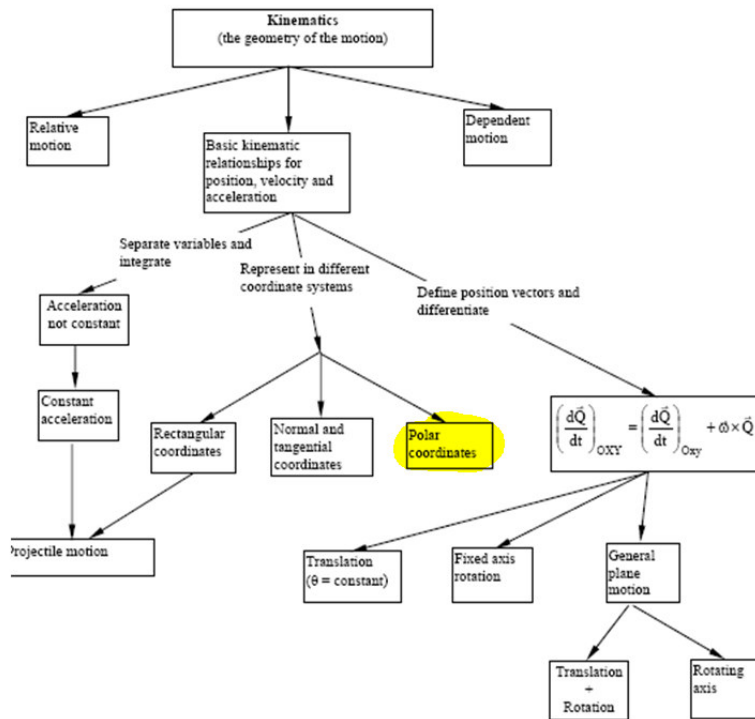 Kinematics
(the geometry of the motion)
Relative
motion
Basic kinematic
relationships for
position, velocity and
acceleration
Dependent
motion
Separate variables and
integrate
Represent in different
coordinate systems
Define position vectors and
differentiate
Acceleration
not constant
Constant
acceleration
Rectangular
coordinates
Normal and
tangential
coordinates
Polar
coordinates
(dQ⃗/dt)OXY = (dQ⃗/dt)Oxy + ω⃗×Q⃗
Projectile motion
Translation
(θ = constant)
Fixed axis
rotation
General
plane
motion
Translation
+
Rotation
Rotating
axis